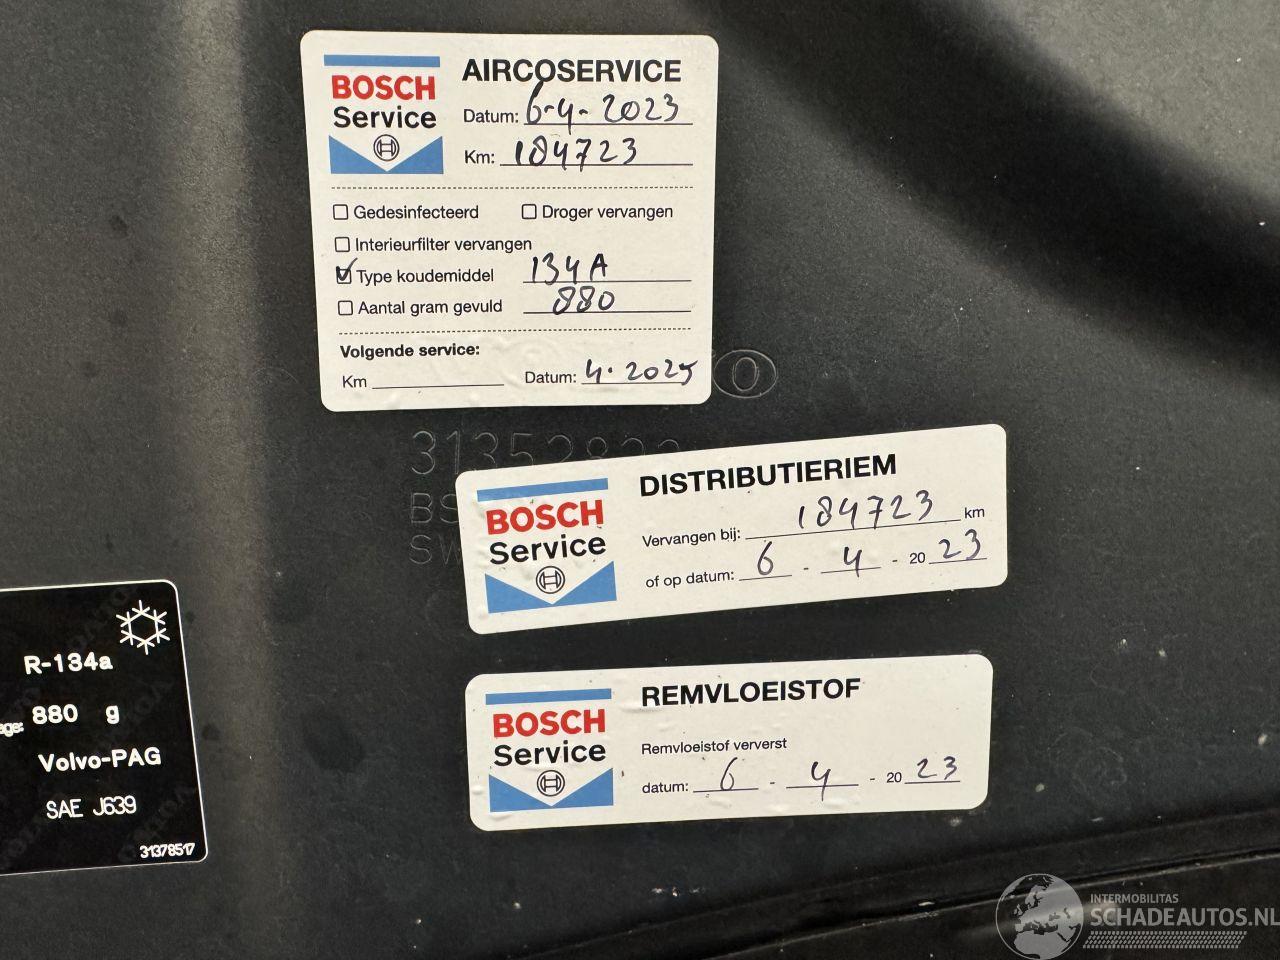 BOSCH
Service
AIRCOSERVICE
Datum: 6-4-2023
Km: 184723
Gedesinfecteerd
Droger vervangen
Interieurfilter vervangen
Type koudemiddel 134A
Aantal gram gevuld 880
Volgende service:
Km
Datum: 4.2025
BOSCH
Service
DISTRIBUTIERIEM
Vervangen bij: 184723 km
of op datum: 6 - 4 - 2023
BOSCH
Service
REMVLOEISTOF
Remvloeistof ververst
datum: 6 - 4 - 2023
R-134a
880 g
Volvo-PAG
SAE J639
31378517
INTERMOBILITAS
SCHADEAUTOS.NL